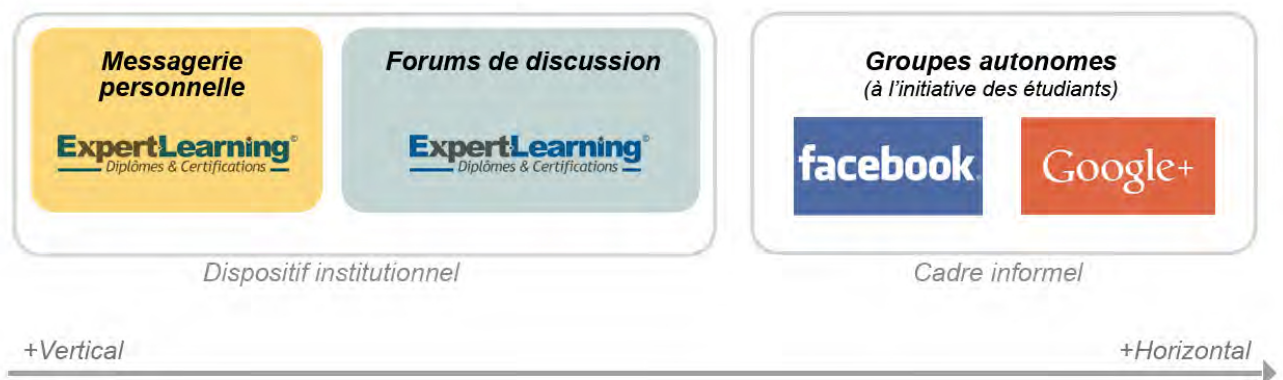 Messagerie
personnelle
ExpertLearning©
Diplômes & Certifications
Forums de discussion
ExpertLearning©
Diplômes & Certifications
Dispositif institutionnel
Groupes autonomes
(à l'initiative des étudiants)
facebook
Google+
Cadre informel
+Vertical
+Horizontal